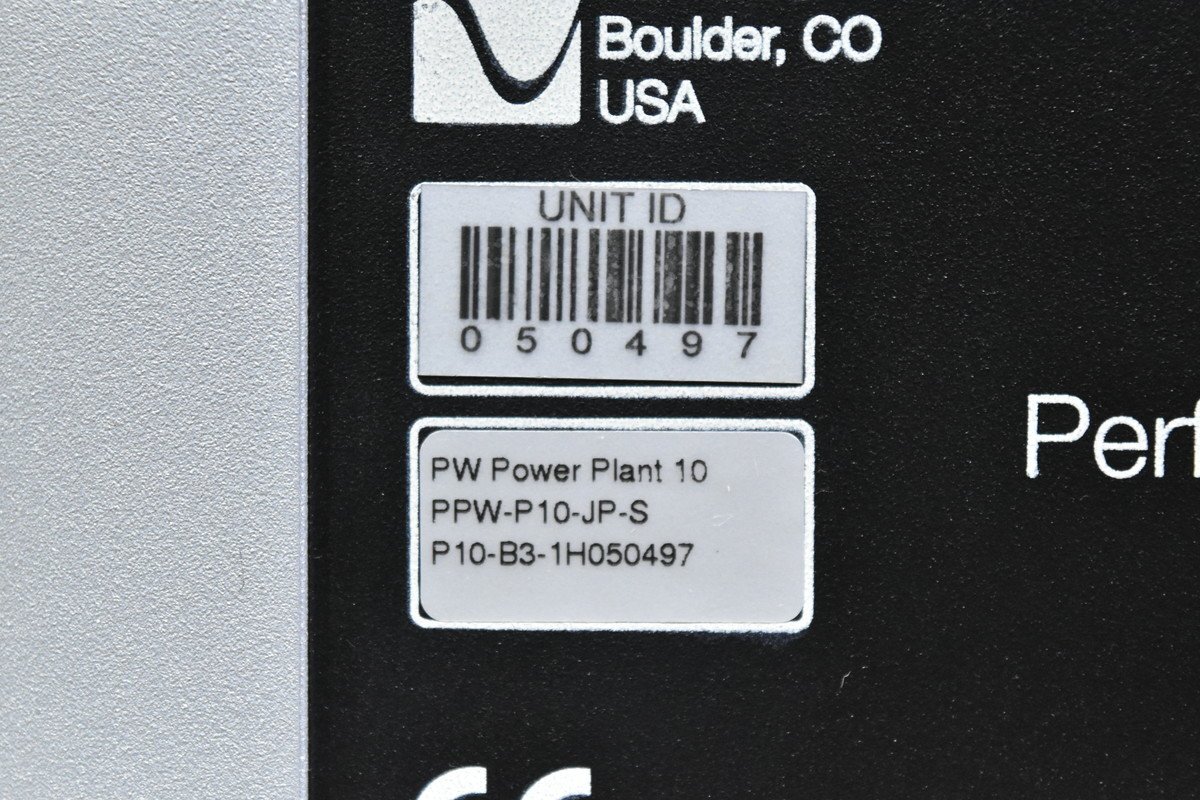 Boulder, CO
USA
UNIT ID
050497
PW Power Plant 10
PPW-P10-JP-S
P10-B3-1H050497